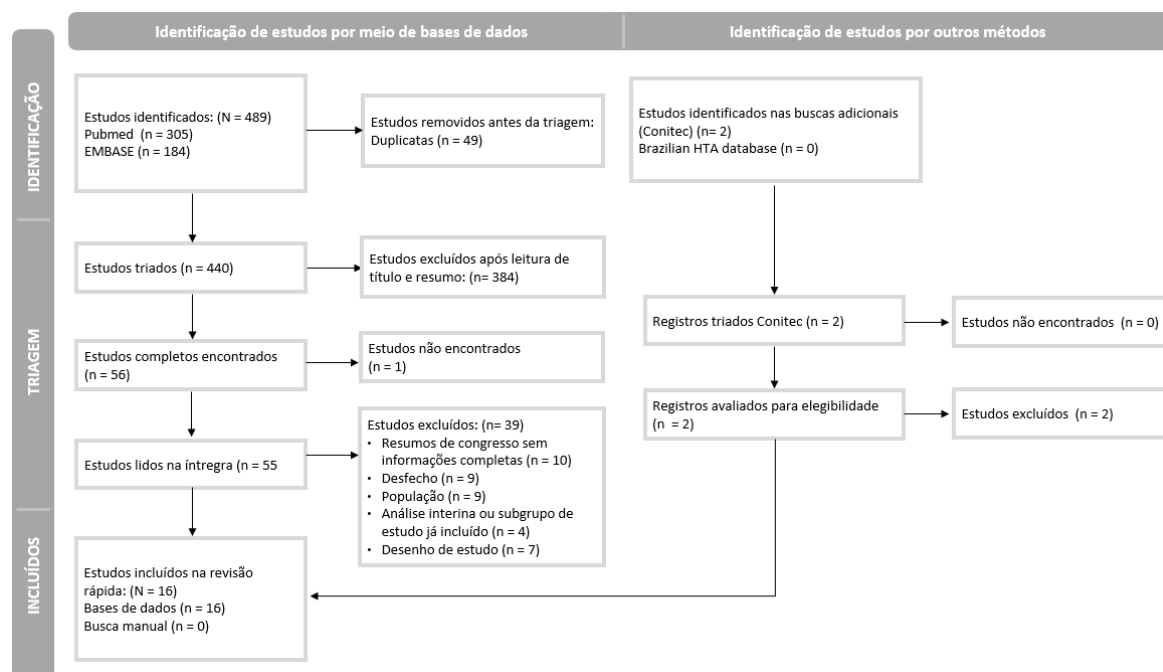 Identificação de estudos por meio de bases de dados
Identificação de estudos por outros métodos
IDENTIFICAÇÃO
Estudos identificados: (N = 489)
Pubmed (n = 305)
EMBASE (n = 184)
Estudos removidos antes da triagem:
Duplicatas (n = 49)
Estudos identificados nas buscas adicionais
(Conitec) (n= 2)
Brazilian HTA database (n = 0)
TRIAGEM
Estudos triados (n = 440)
Estudos excluídos após leitura de
título e resumo: (n= 384)
Registros triados Conitec (n = 2)
Estudos não encontrados (n = 0)
Estudos completos encontrados
(n = 56)
Estudos não encontrados
(n = 1)
Registros avaliados para elegibilidade
(n = 2)
Estudos excluídos (n = 2)
Estudos lidos na íntregra (n = 55
Estudos excluídos: (n= 39)
• Resumos de congresso sem
informações completas (n = 10)
• Desfecho (n = 9)
• População (n = 9)
• Análise interina ou subgrupo de
estudo já incluído (n = 4)
• Desenho de estudo (n = 7)
INCLUÍDOS
Estudos incluídos na revisão
rápida: (N = 16)
Bases de dados (n = 16)
Busca manual (n = 0)